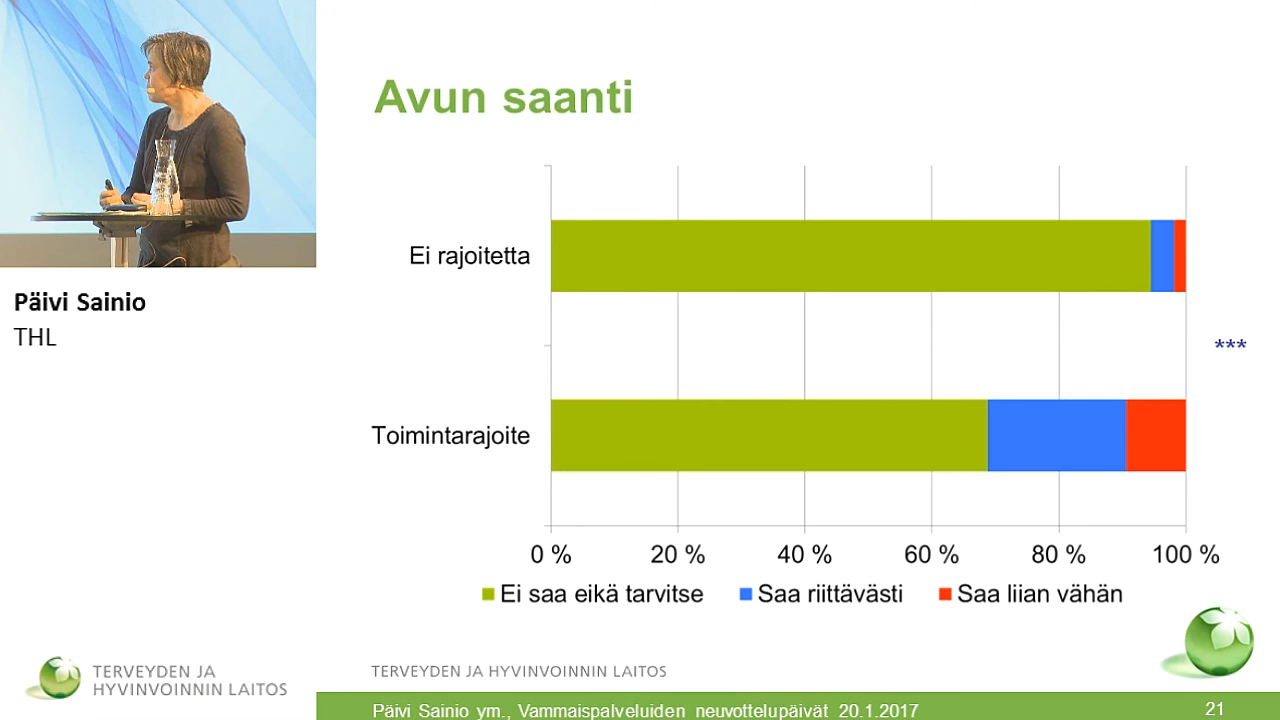 Päivi Sainio
THL
Avun saanti
Ei rajoitetta
***
Toimintarajoite
0 % 20 % 40 % 60 % 80 % 100 %
Ei saa eikä tarvitse Saa riittävästi Saa liian vähän
TERVEYDEN JA
HYVINVOINNIN LAITOS
TERVEYDEN JA HYVINVOINNIN LAITOS
Päivi Sainio ym., Vammaispalveluiden neuvottelupäivät 20.1.2017
21